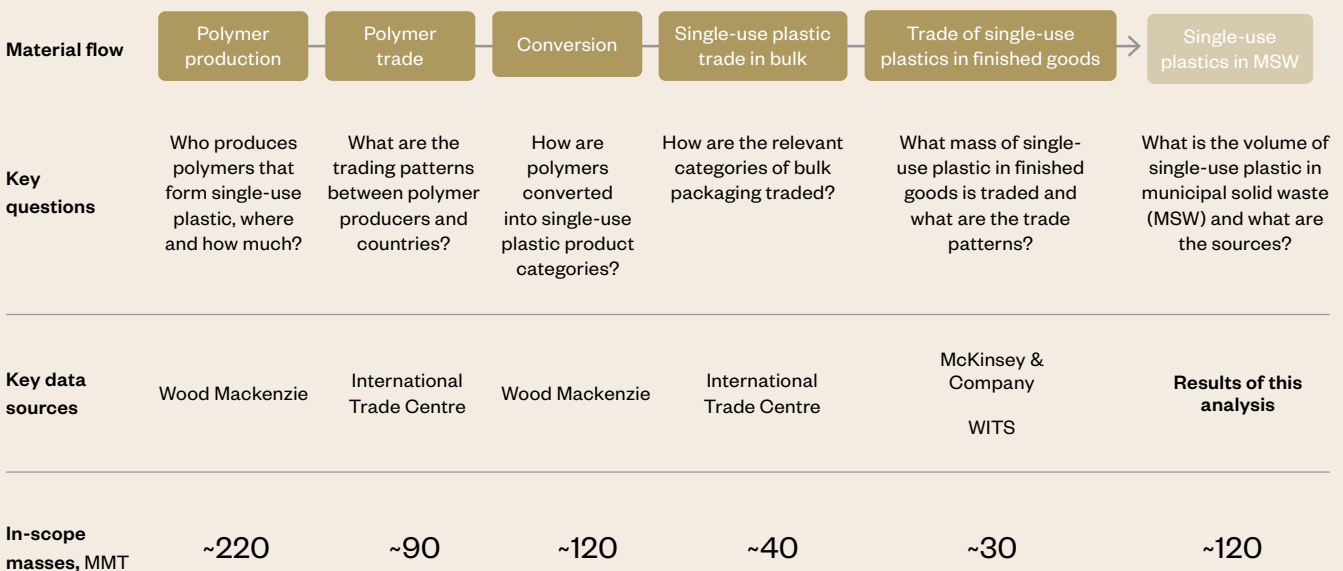 Material flow
Polymer
production
Polymer
trade
Conversion
Single-use plastic
trade in bulk
Trade of single-use
plastics in finished goods
Single-use
plastics in MSW
Key
questions
Who produces
polymers that
form single-use
plastic, where
and how much?
What are the
trading patterns
between polymer
producers and
countries?
How are
polymers
converted
into single-use
plastic product
categories?
How are the relevant
categories of bulk
packaging traded?
What mass of single-
use plastic in finished
goods is traded and
what are the trade
patterns?
What is the volume of
single-use plastic in
municipal solid waste
(MSW) and what are
the sources?
Key data
sources
Wood Mackenzie
International
Trade Centre
Wood Mackenzie
International
Trade Centre
McKinsey &
Company
WITS
Results of this
analysis
In-scope
masses, MMT
~220
~90
~120
~40
~30
~120